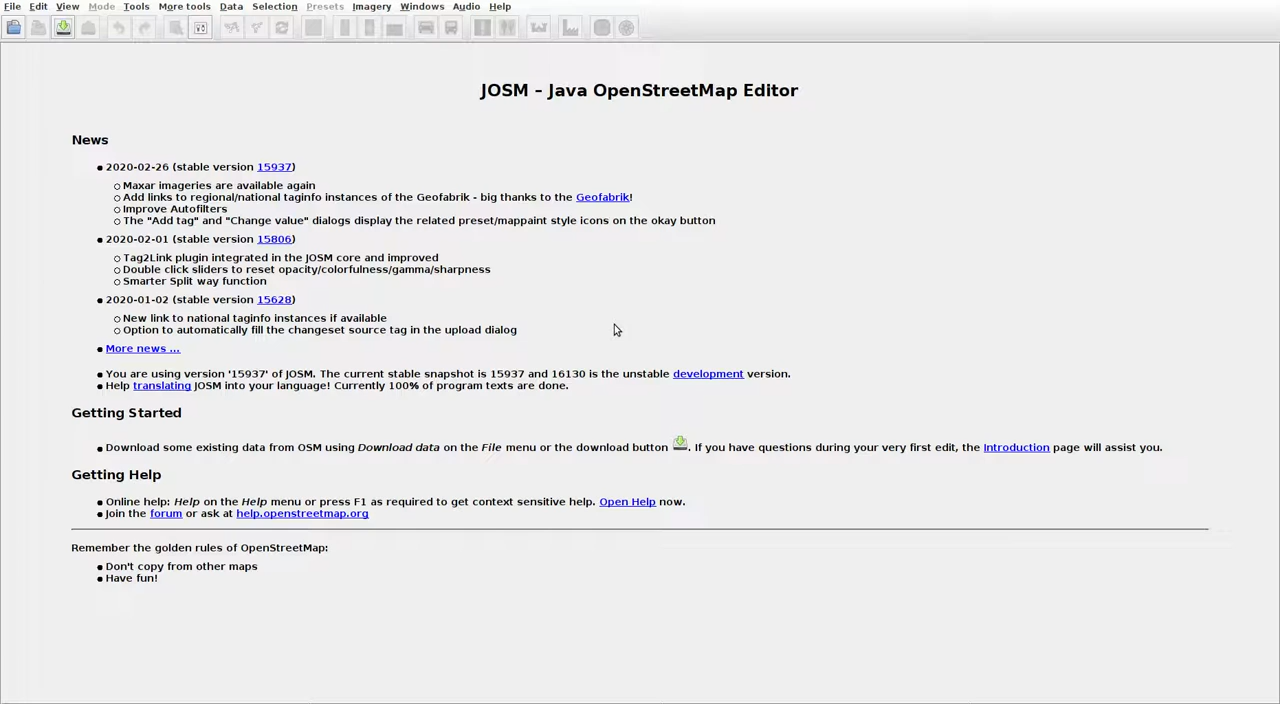 File Edit View Mode Tools More tools Data Selection Presets Imagery Windows Audio Help
JOSM – Java OpenStreetMap Editor
News
2020-02-26 (stable version 15937)
Maxar imageries are available again
Add links to regional/national taginfo instances of the Geofabrik - big thanks to the Geofabrik!
Improve Autofilters
The "Add tag" and "Change value" dialogs display the related preset/mappaint style icons on the okay button
2020-02-01 (stable version 15806)
Tag2Link plugin integrated in the JOSM core and improved
Double click sliders to reset opacity/colorfulness/gamma/sharpness
Smarter Split way function
2020-01-02 (stable version 15628)
New link to national taginfo instances if available
Option to automatically fill the changeset source tag in the upload dialog
More news ...
You are using version '15937' of JOSM. The current stable snapshot is 15937 and 16130 is the unstable development version.
Help translating JOSM into your language! Currently 100% of program texts are done.
Getting Started
Download some existing data from OSM using Download data on the File menu or the download button . If you have questions during your very first edit, the Introduction page will assist you.
Getting Help
Online help: Help on the Help menu or press F1 as required to get context sensitive help. Open Help now.
Join the forum or ask at help.openstreetmap.org
Remember the golden rules of OpenStreetMap:
Don't copy from other maps
Have fun!